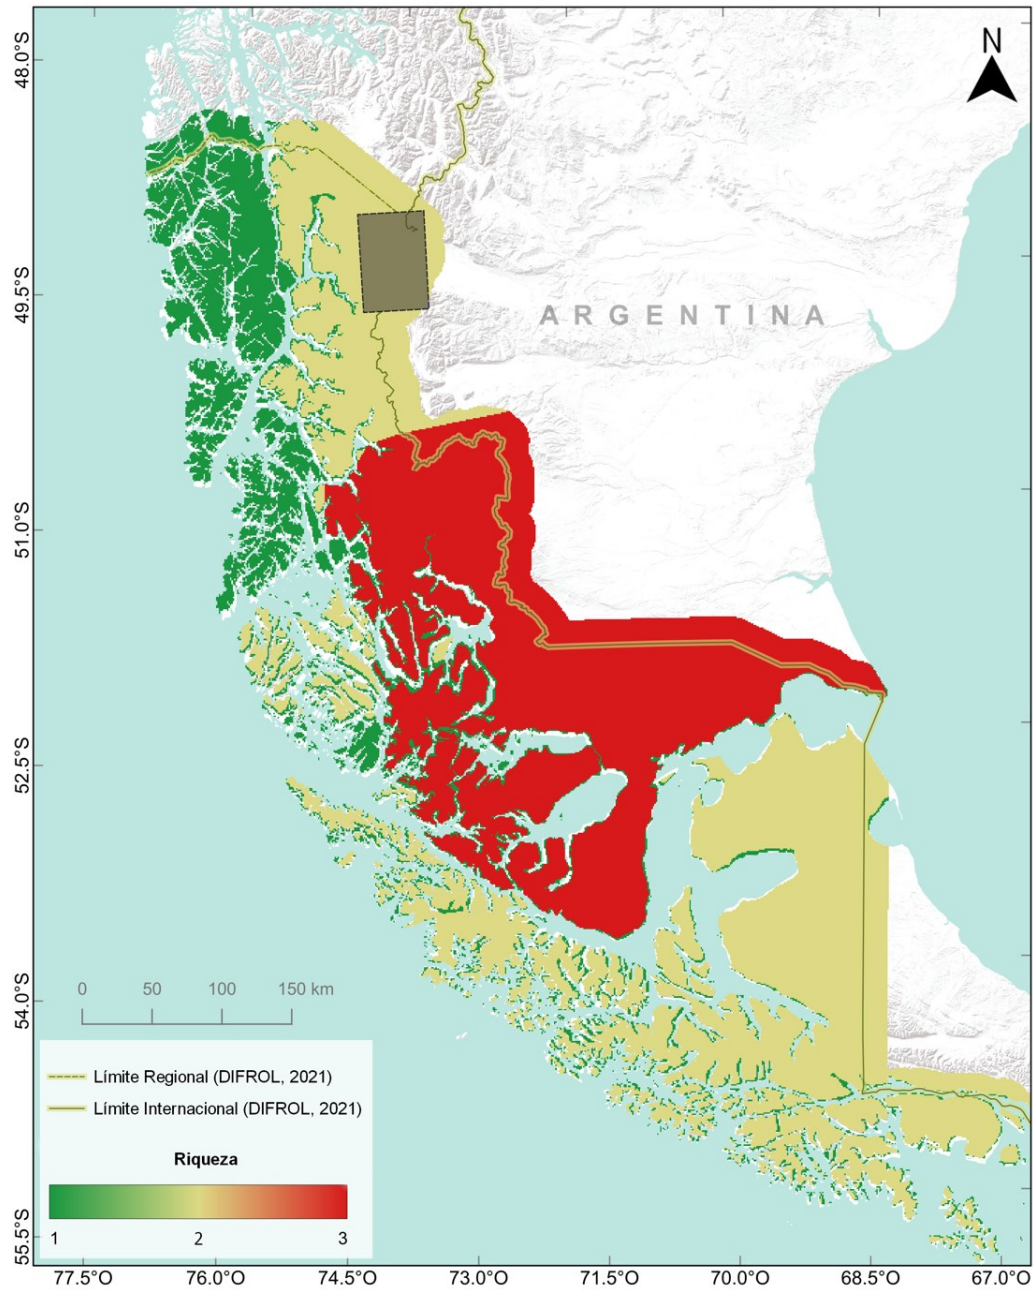 N
48.0°S
49.5°S
51.0°S
52.5°S
54.0°S
55.5°S
ARGENTINA
0 50 100 150 km
Límite Regional (DIFROL, 2021)
Límite Internacional (DIFROL, 2021)
Riqueza
1 2 3
77.5°O 76.0°O 74.5°O 73.0°O 71.5°O 70.0°O 68.5°O 67.0°O